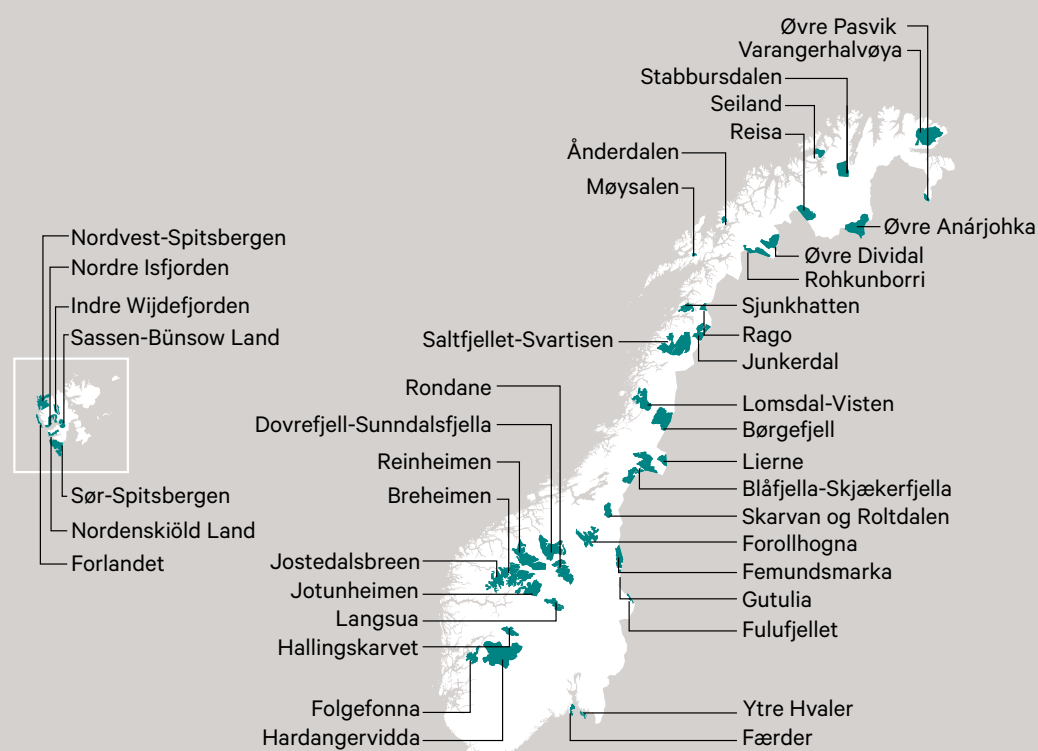 Øvre Pasvik
Varangerhalvøya
Stabbursdalen
Seiland
Reisa
Ånderdalen
Møysalen
Øvre Anárjohka
Øvre Dividal
Rohkunborri
Sjunkhatten
Rago
Junkerdal
Saltfjellet-Svartisen
Nordvest-Spitsbergen
Nordre Isfjorden
Indre Wijdefjorden
Sassen-Bünsow Land
Sør-Spitsbergen
Nordenskiöld Land
Forlandet
Rondane
Dovrefjell-Sunndalsfjella
Reinheimen
Breheimen
Jostedalsbreen
Jotunheimen
Langsua
Hallingskarvet
Folgefonna
Hardangervidda
Lomsdal-Visten
Børgefjell
Lierne
Blåfjella-Skjækerfjella
Skarvan og Roltdalen
Forollhogna
Femundsmarka
Gutulia
Fulufjellet
Ytre Hvaler
Færder